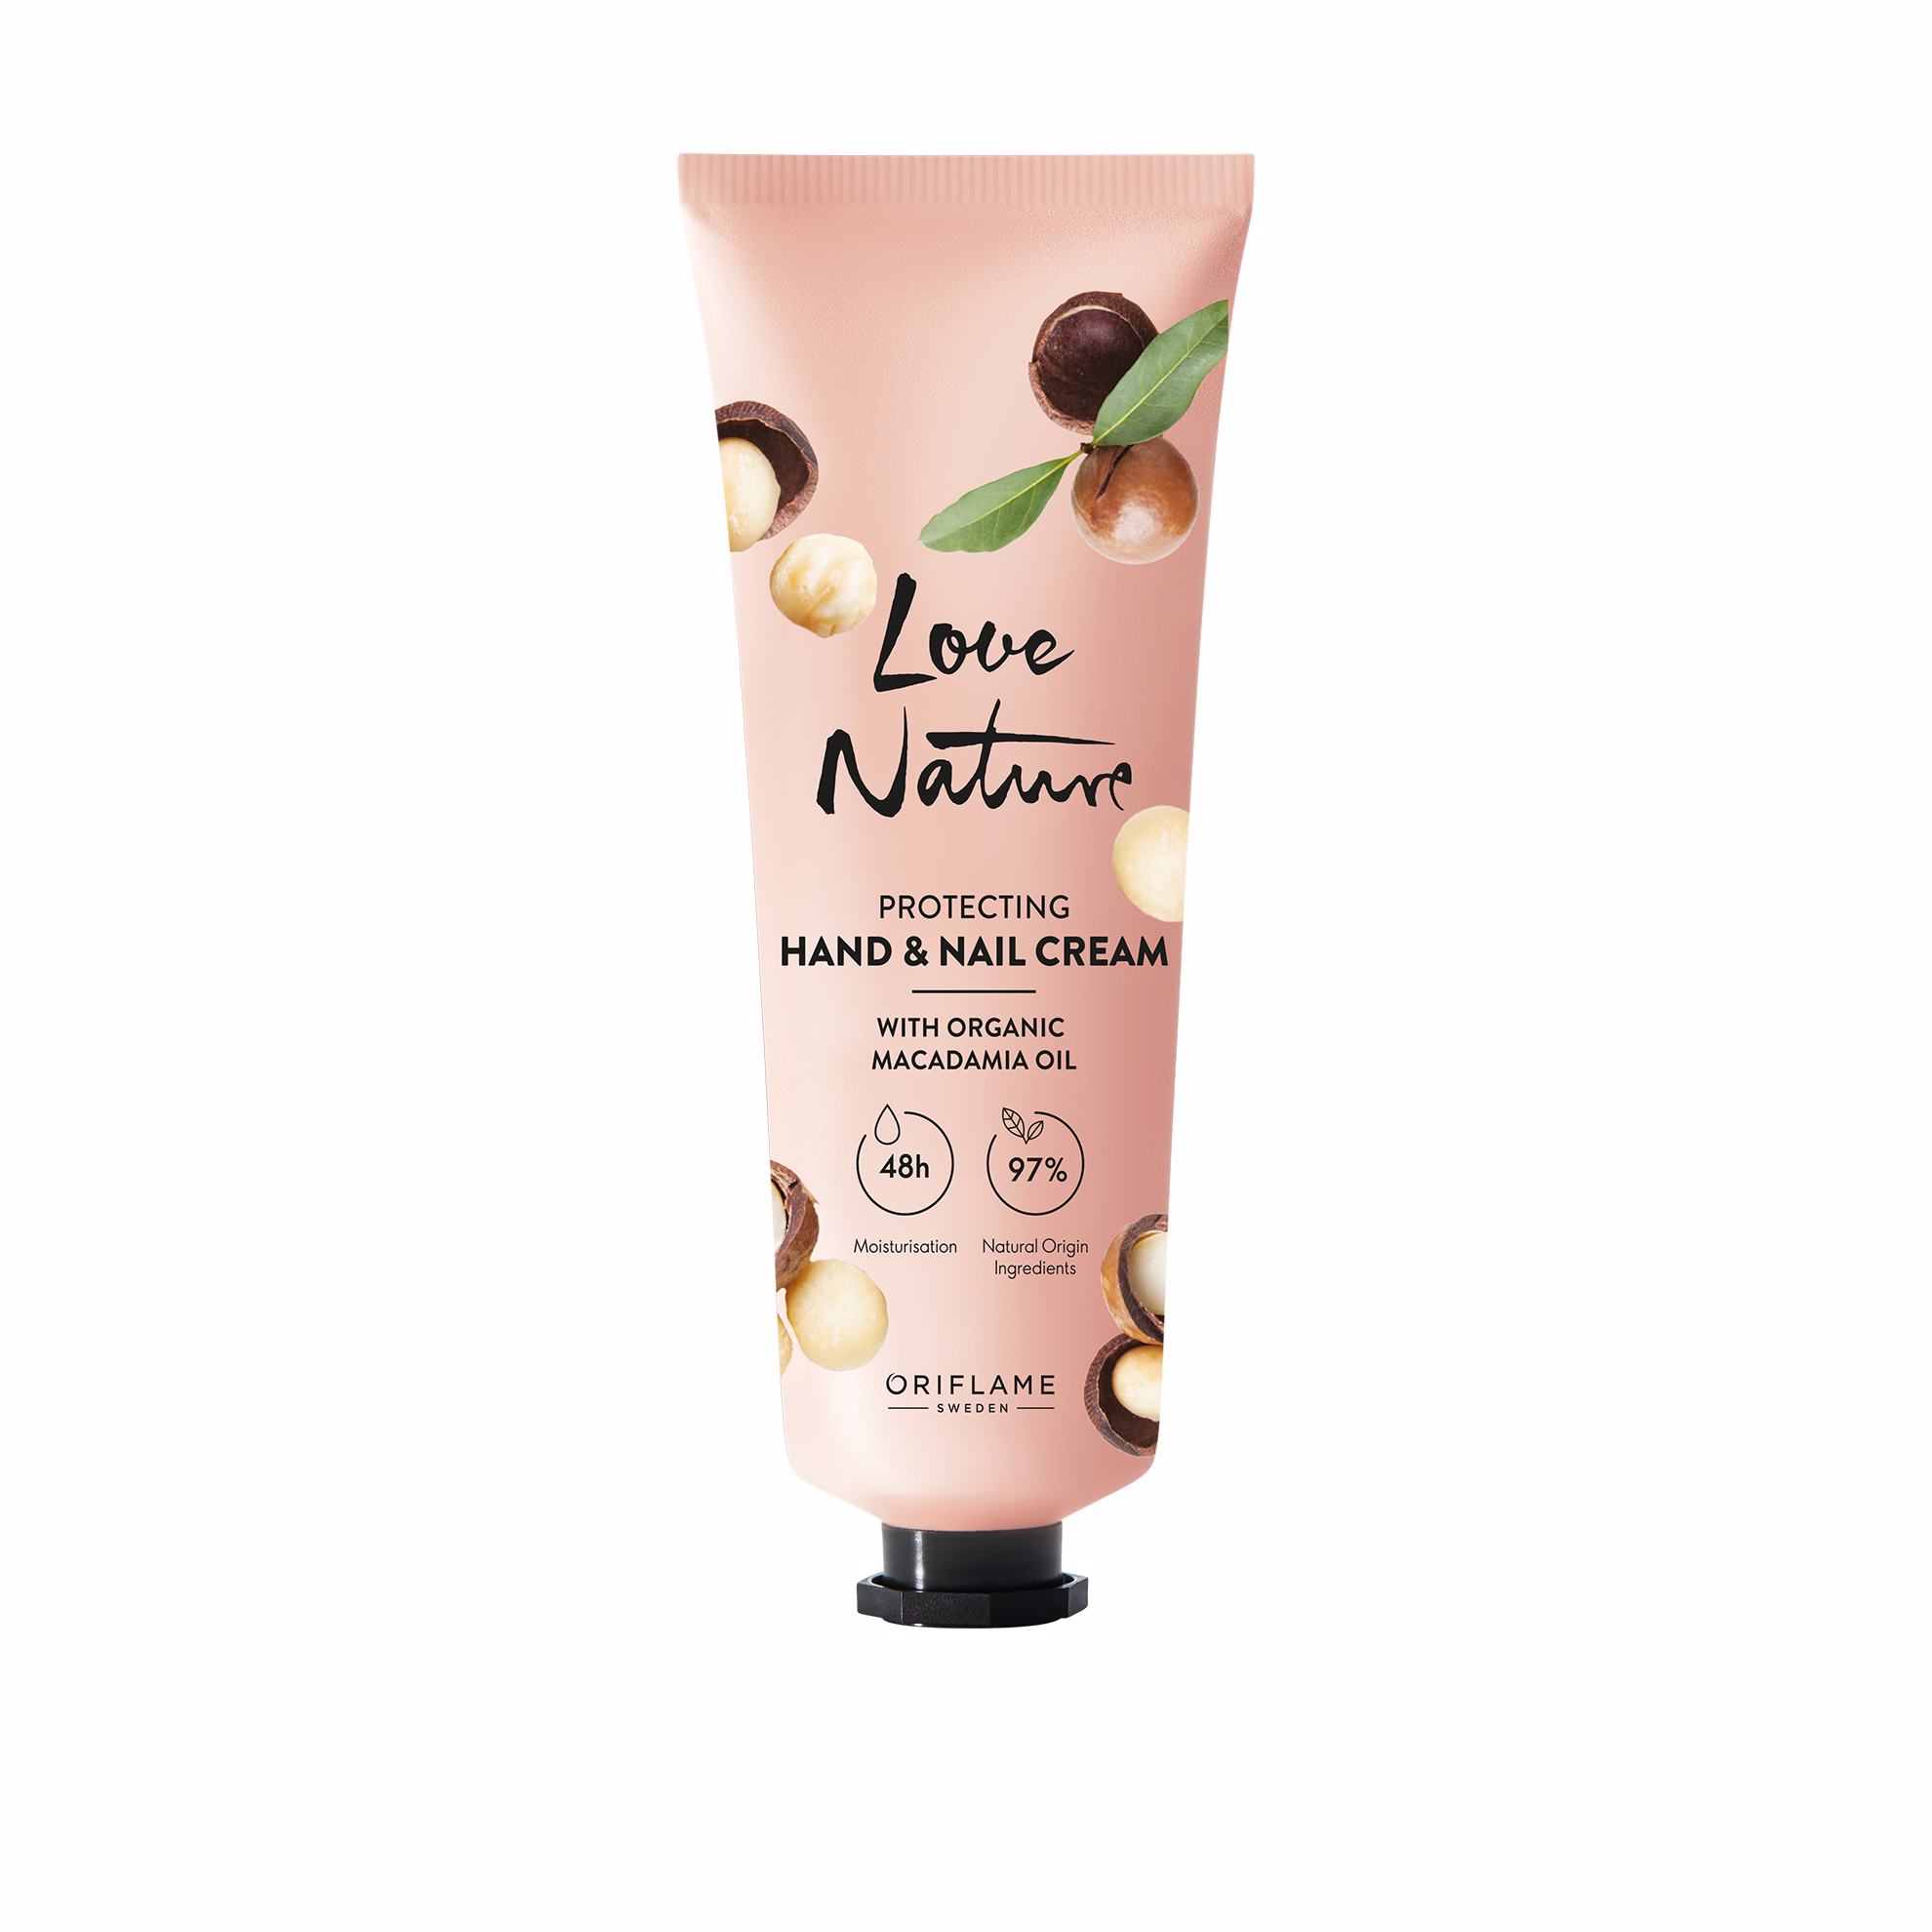 Love
Nature
PROTECTING
HAND & NAIL CREAM
WITH ORGANIC
MACADAMIA OIL
48h
97%
Moisturisation
Natural Origin
Ingredients
ORIFLAME
SWEDEN